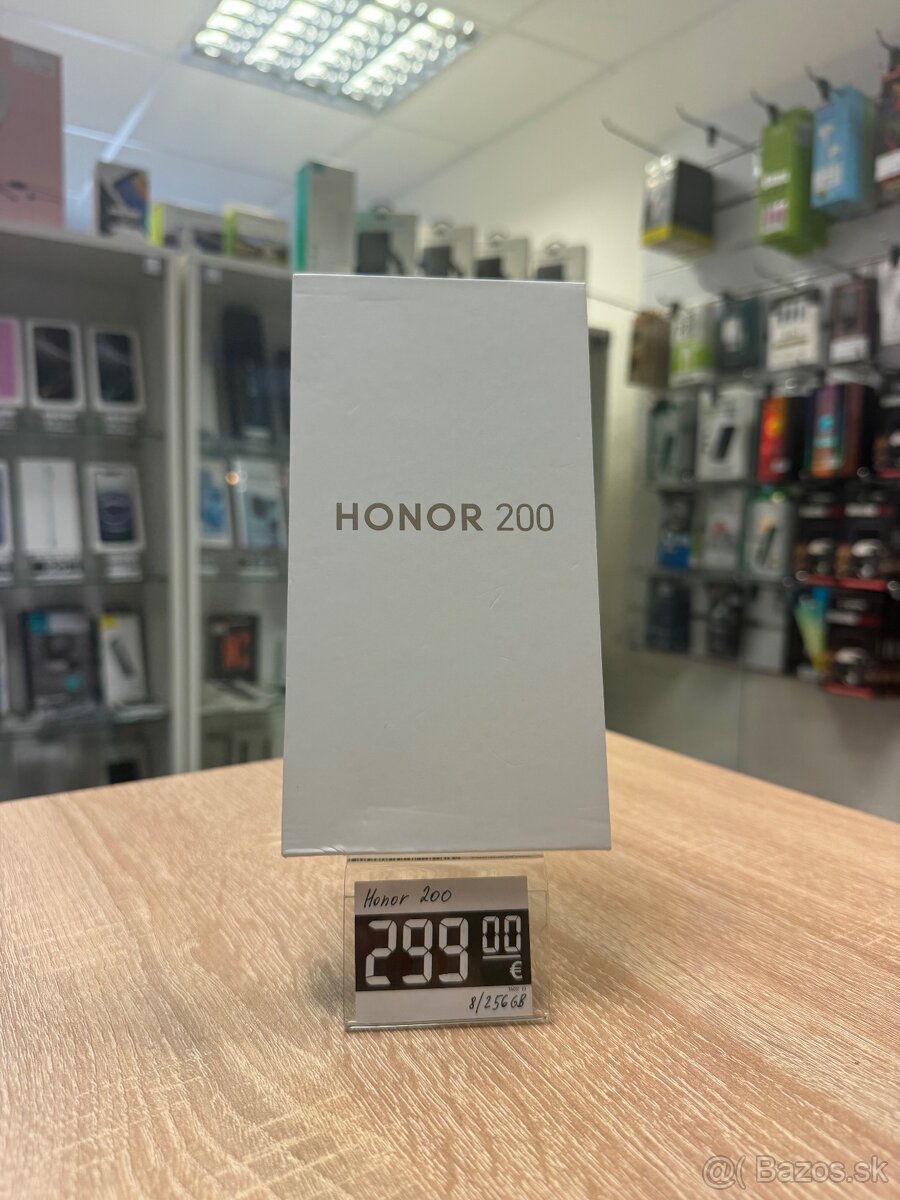 HONOR 200
Honor 200
299 00
€
8/256GB
@( Bazos.sk